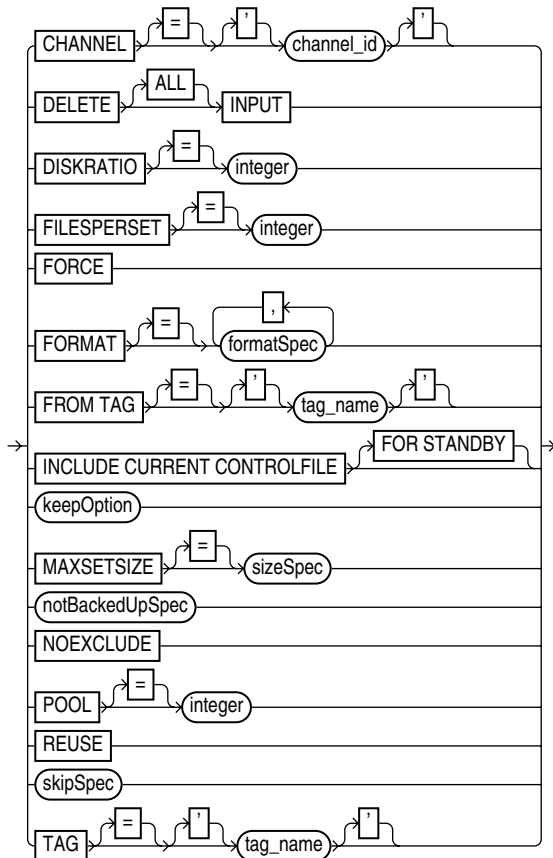 CHANNEL = ' channel_id '
DELETE ALL INPUT
DISKRATIO = integer
FILESPERSET = integer
FORCE
FORMAT = formatSpec ,
FROM TAG = ' tag_name '
INCLUDE CURRENT CONTROLFILE FOR STANDBY
keepOption
MAXSETSIZE = sizeSpec
notBackedUpSpec
NOEXCLUDE
POOL = integer
REUSE
skipSpec
TAG = ' tag_name '